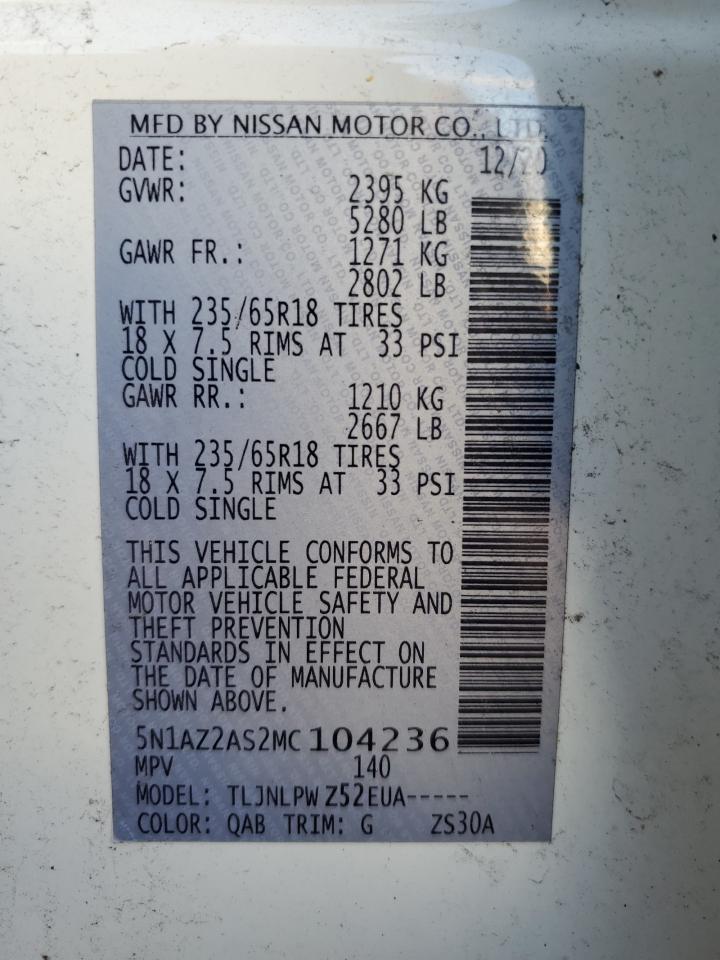 MFD BY NISSAN MOTOR CO., LTD.
DATE: 12/20
GVWR: 2395 KG
5280 LB
GAWR FR.: 1271 KG
2802 LB
WITH 235/65R18 TIRES
18 X 7.5 RIMS AT 33 PSI
COLD SINGLE
GAWR RR.: 1210 KG
2667 LB
WITH 235/65R18 TIRES
18 X 7.5 RIMS AT 33 PSI
COLD SINGLE
THIS VEHICLE CONFORMS TO
ALL APPLICABLE FEDERAL
MOTOR VEHICLE SAFETY AND
THEFT PREVENTION
STANDARDS IN EFFECT ON
THE DATE OF MANUFACTURE
SHOWN ABOVE.
5N1AZ2AS2MC104236
MPV 140
MODEL: TLJNLPW Z52EUA-----
COLOR: QAB TRIM: G ZS30A